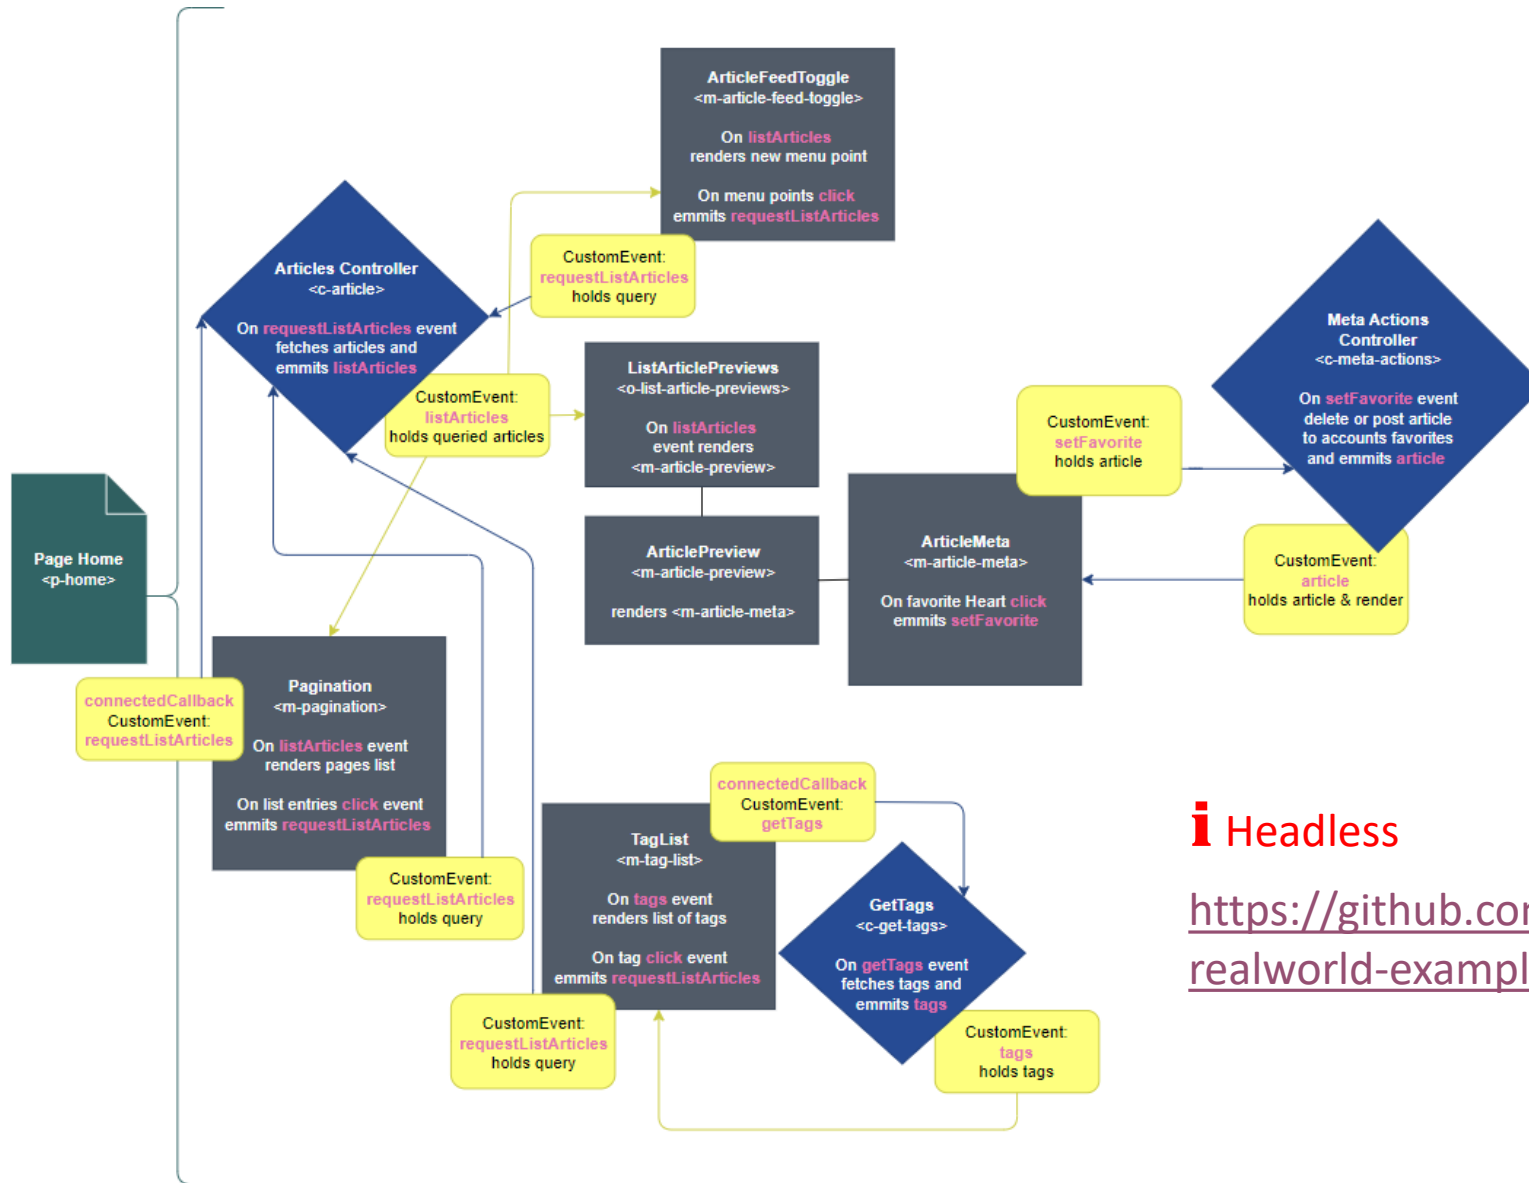 ArticleFeedToggle
<m-article-feed-toggle>
On listArticles
renders new menu point
On menu points click
emmits requestListArticles
CustomEvent:
requestListArticles
holds query
Articles Controller
<c-article>
On requestListArticles event
fetches articles and
emmits listArticles
CustomEvent:
listArticles
holds queried articles
ListArticlePreviews
<o-list-article-previews>
On listArticles
event renders
<m-article-preview>
Meta Actions
Controller
<c-meta-actions>
On setFavorite event
delete or post article
to accounts favorites
and emmits article
CustomEvent:
setFavorite
holds article
Page Home
<p-home>
ArticlePreview
<m-article-preview>
renders <m-article-meta>
ArticleMeta
<m-article-meta>
On favorite Heart click
emmits setFavorite
CustomEvent:
article
holds article & render
connectedCallback
CustomEvent:
requestListArticles
Pagination
<m-pagination>
On listArticles event
renders pages list
On list entries click event
emmits requestListArticles
CustomEvent:
requestListArticles
holds query
connectedCallback
CustomEvent:
getTags
TagList
<m-tag-list>
On tags event
renders list of tags
On tag click event
emmits requestListArticles
GetTags
<c-get-tags>
On getTags event
fetches tags and
emmits tags
CustomEvent:
requestListArticles
holds query
CustomEvent:
tags
holds tags
i Headless
https://github.co
realworld-exampl